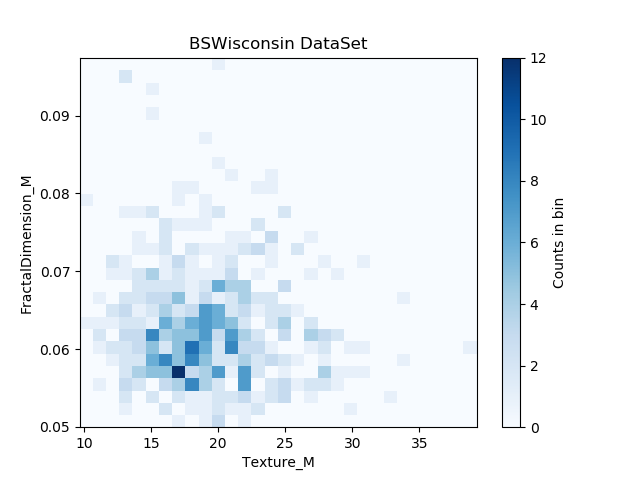 BSWisconsin DataSet
FractalDimension_M
0.09
0.08
0.07
0.06
0.05
10 15 20 25 30 35
Texture_M
12
10
8
6
4
2
0
Counts in bin